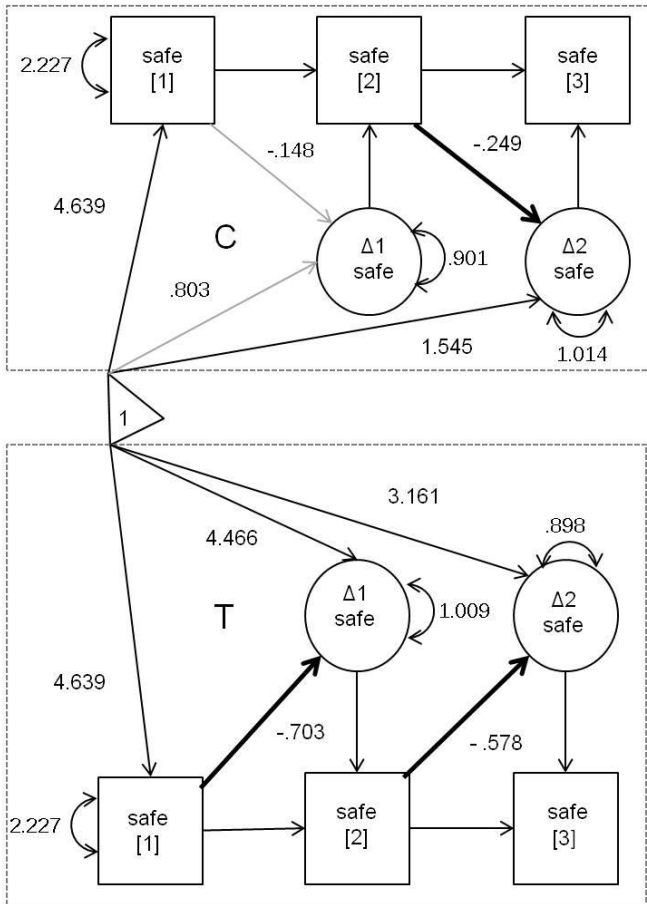 safe
[1]
safe
[2]
safe
[3]
2.227
-.148
-.249
4.639
C
Δ1
safe
.901
Δ2
safe
.803
1.545
1.014
1
3.161
4.466
.898
T
Δ1
safe
1.009
Δ2
safe
4.639
-.703
- .578
2.227
safe
[1]
safe
[2]
safe
[3]